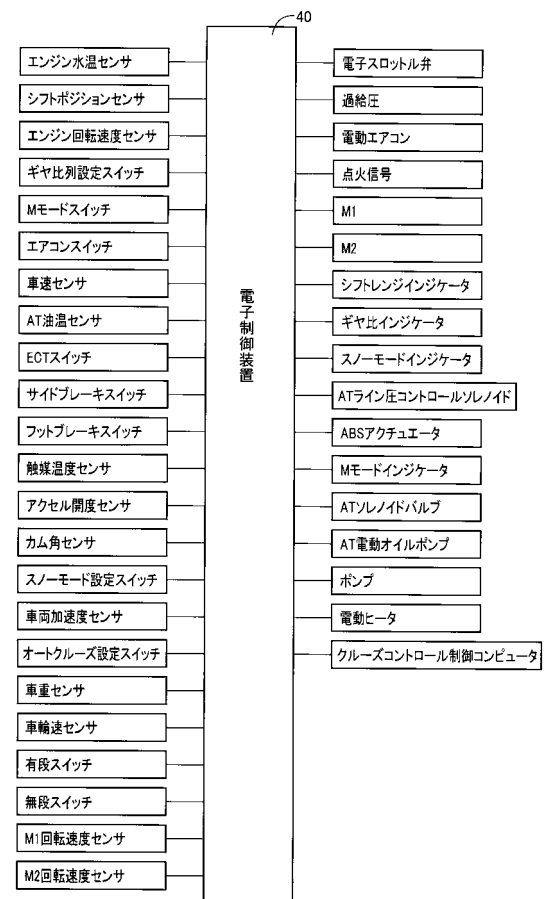 40
エンジン水温センサ
シフトポジションセンサ
エンジン回転速度センサ
ギヤ比列設定スイッチ
Mモードスイッチ
エアコンスイッチ
車速センサ
AT油温センサ
ECTスイッチ
サイドブレーキスイッチ
フットブレーキスイッチ
触媒温度センサ
アクセル開度センサ
カム角センサ
スノーモード設定スイッチ
車両加速度センサ
オートクルーズ設定スイッチ
車重センサ
車輪速センサ
有段スイッチ
無段スイッチ
M1回転速度センサ
M2回転速度センサ
電子制御装置
電子スロットル弁
過給圧
電動エアコン
点火信号
M1
M2
シフトレンジインジケータ
ギヤ比インジケータ
スノーモードインジケータ
ATライン圧コントロールソレノイド
ABSアクチュエータ
Mモードインジケータ
ATソレノイドバルブ
AT電動オイルポンプ
ポンプ
電動ヒータ
クルーズコントロール制御コンピュータ